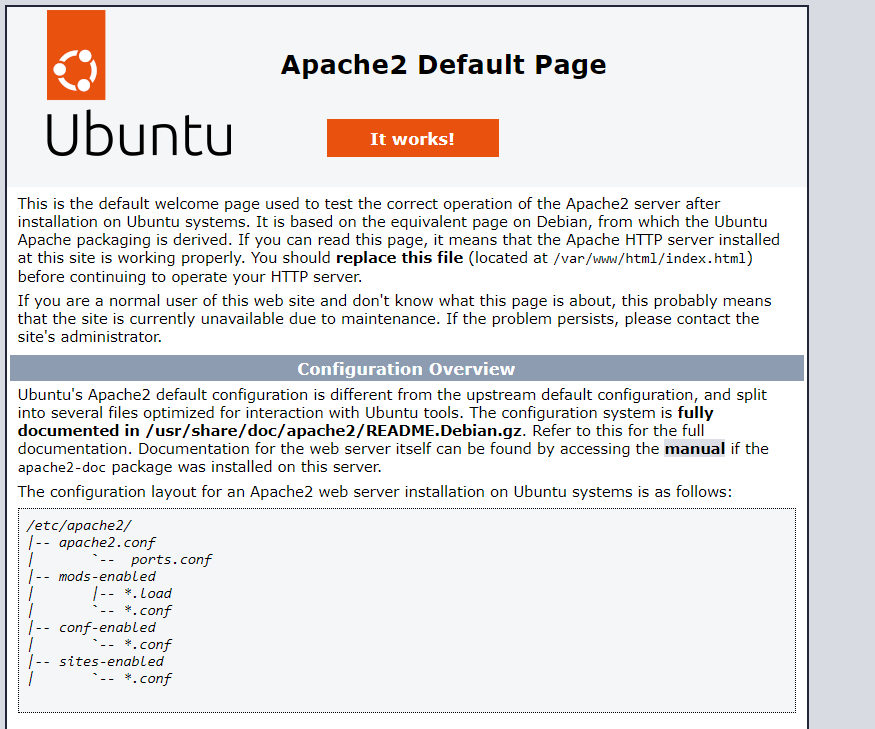 Ubuntu
Apache2 Default Page
It works!
This is the default welcome page used to test the correct operation of the Apache2 server after
installation on Ubuntu systems. It is based on the equivalent page on Debian, from which the Ubuntu
Apache packaging is derived. If you can read this page, it means that the Apache HTTP server installed
at this site is working properly. You should replace this file (located at /var/www/html/index.html)
before continuing to operate your HTTP server.
If you are a normal user of this web site and don't know what this page is about, this probably means
that the site is currently unavailable due to maintenance. If the problem persists, please contact the
site's administrator.
Configuration Overview
Ubuntu's Apache2 default configuration is different from the upstream default configuration, and split
into several files optimized for interaction with Ubuntu tools. The configuration system is fully
documented in /usr/share/doc/apache2/README.Debian.gz. Refer to this for the full
documentation. Documentation for the web server itself can be found by accessing the manual if the
apache2-doc package was installed on this server.
The configuration layout for an Apache2 web server installation on Ubuntu systems is as follows:
/etc/apache2/
|-- apache2.conf
|       `--  ports.conf
|-- mods-enabled
|       |-- *.load
|       `-- *.conf
|-- conf-enabled
|       `-- *.conf
|-- sites-enabled
|       `-- *.conf